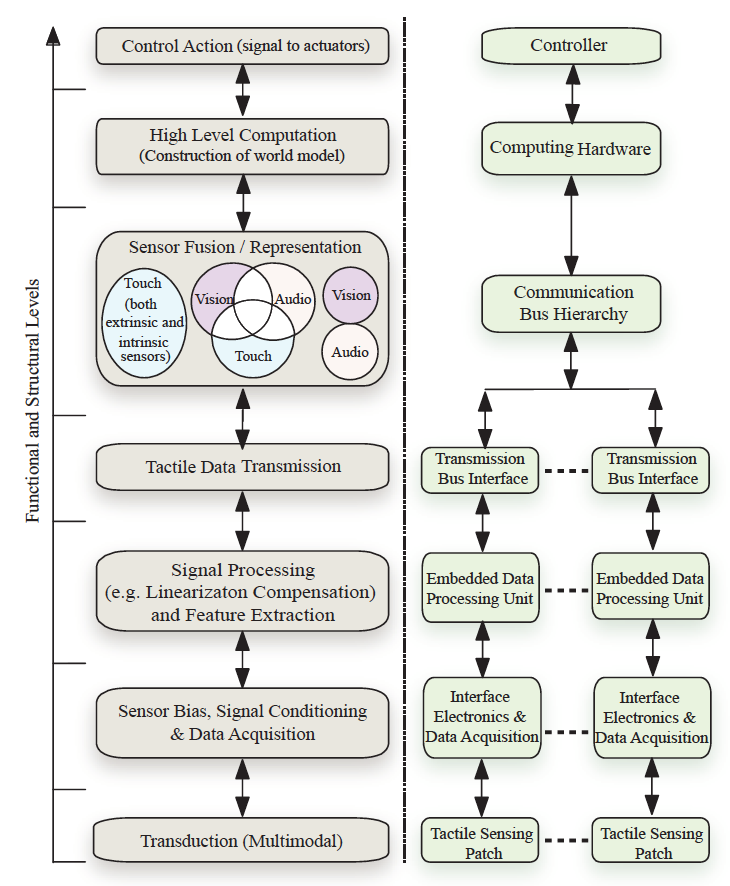 Functional and Structural Levels
Control Action (signal to actuators)
High Level Computation
(Construction of world model)
Sensor Fusion / Representation
Touch
(both
extrinsic and
intrinsic
sensors)
Vision
Audio
Touch
Vision
Audio
Tactile Data Transmission
Signal Processing
(e.g. Linearizaton Compensation)
and Feature Extraction
Sensor Bias, Signal Conditioning
& Data Acquisition
Transduction (Multimodal)
Controller
Computing Hardware
Communication
Bus Hierarchy
Transmission
Bus Interface
Transmission
Bus Interface
Embedded Data
Processing Unit
Embedded Data
Processing Unit
Interface
Electronics &
Data Acquisition
Interface
Electronics &
Data Acquisition
Tactile Sensing
Patch
Tactile Sensing
Patch